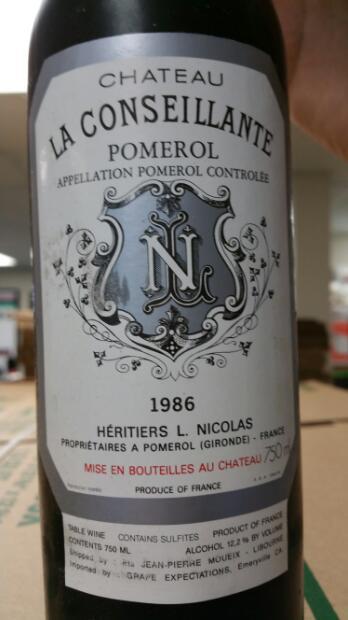 CHATEAU
LA CONSEILLANTE
POMEROL
APPELLATION POMEROL CONTROLÉE
N L
1986
HÉRITIERS L. NICOLAS
PROPRIÉTAIRES A POMEROL (GIRONDE) - FRANCE
MISE EN BOUTEILLES AU CHATEAU 750 ml
PRODUCE OF FRANCE
TABLE WINE CONTAINS SULFITES PRODUCT OF FRANCE
CONTENTS 750 ML ALCOHOL 12,2 % BY VOLUME
Shipped by JEAN-PIERRE MOUEIX - LIBOURNE
Imported by GRAPE EXPECTATIONS, Emeryville CA.